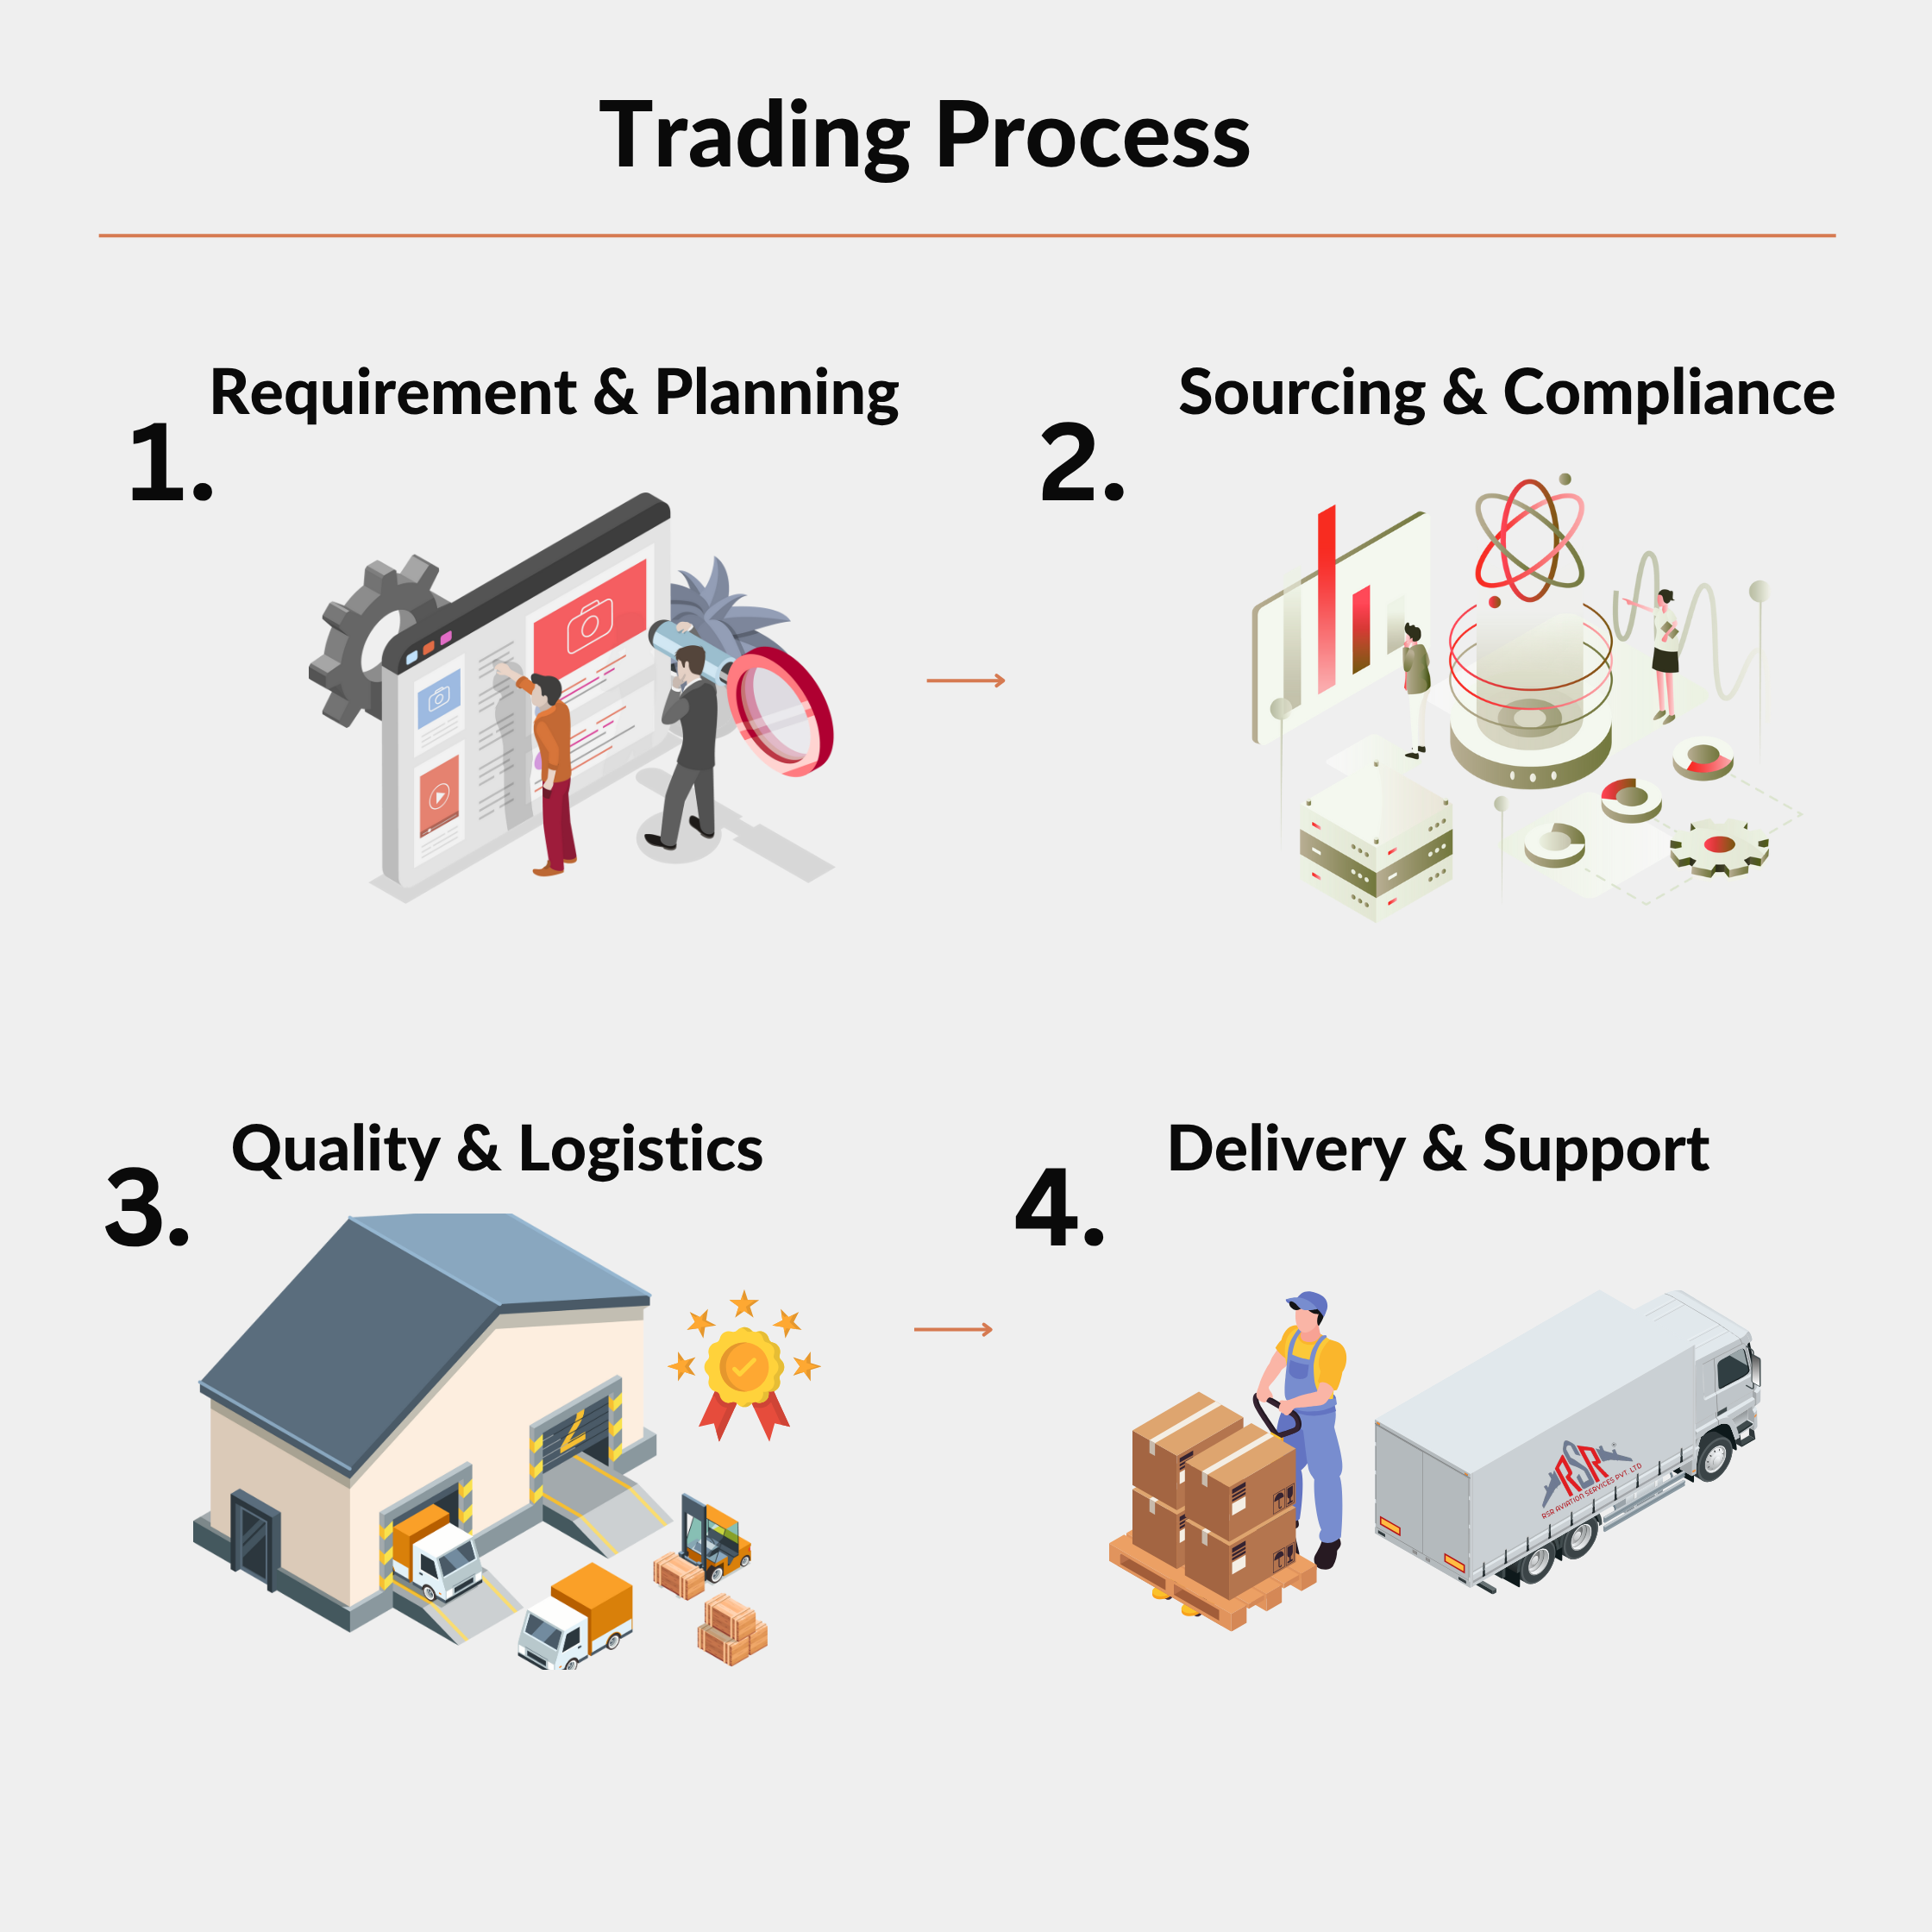 Trading Process
Requirement & Planning
1.
Sourcing & Compliance
2.
Quality & Logistics
3.
Delivery & Support
4.
2
RSR
RSR AVIATION SERVICES PVT. LTD